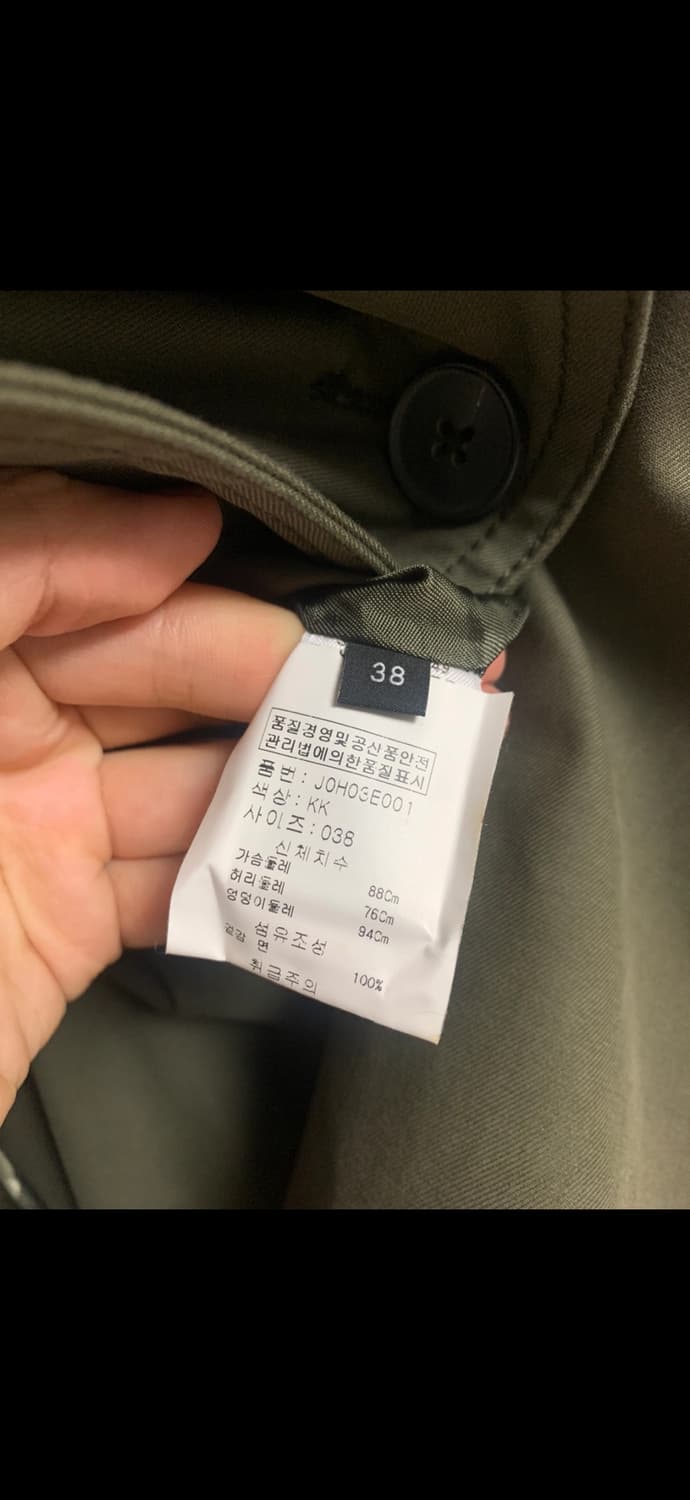 38
품질경영및공산품안전
관리법에의한품질표시
품번 : J0H03E001
색상 : KK
사이즈 : 038
신체치수
가슴둘레 88Cm
허리둘레 76Cm
엉덩이둘레 94Cm
섬유조성
겉감 면 100%
취급주의